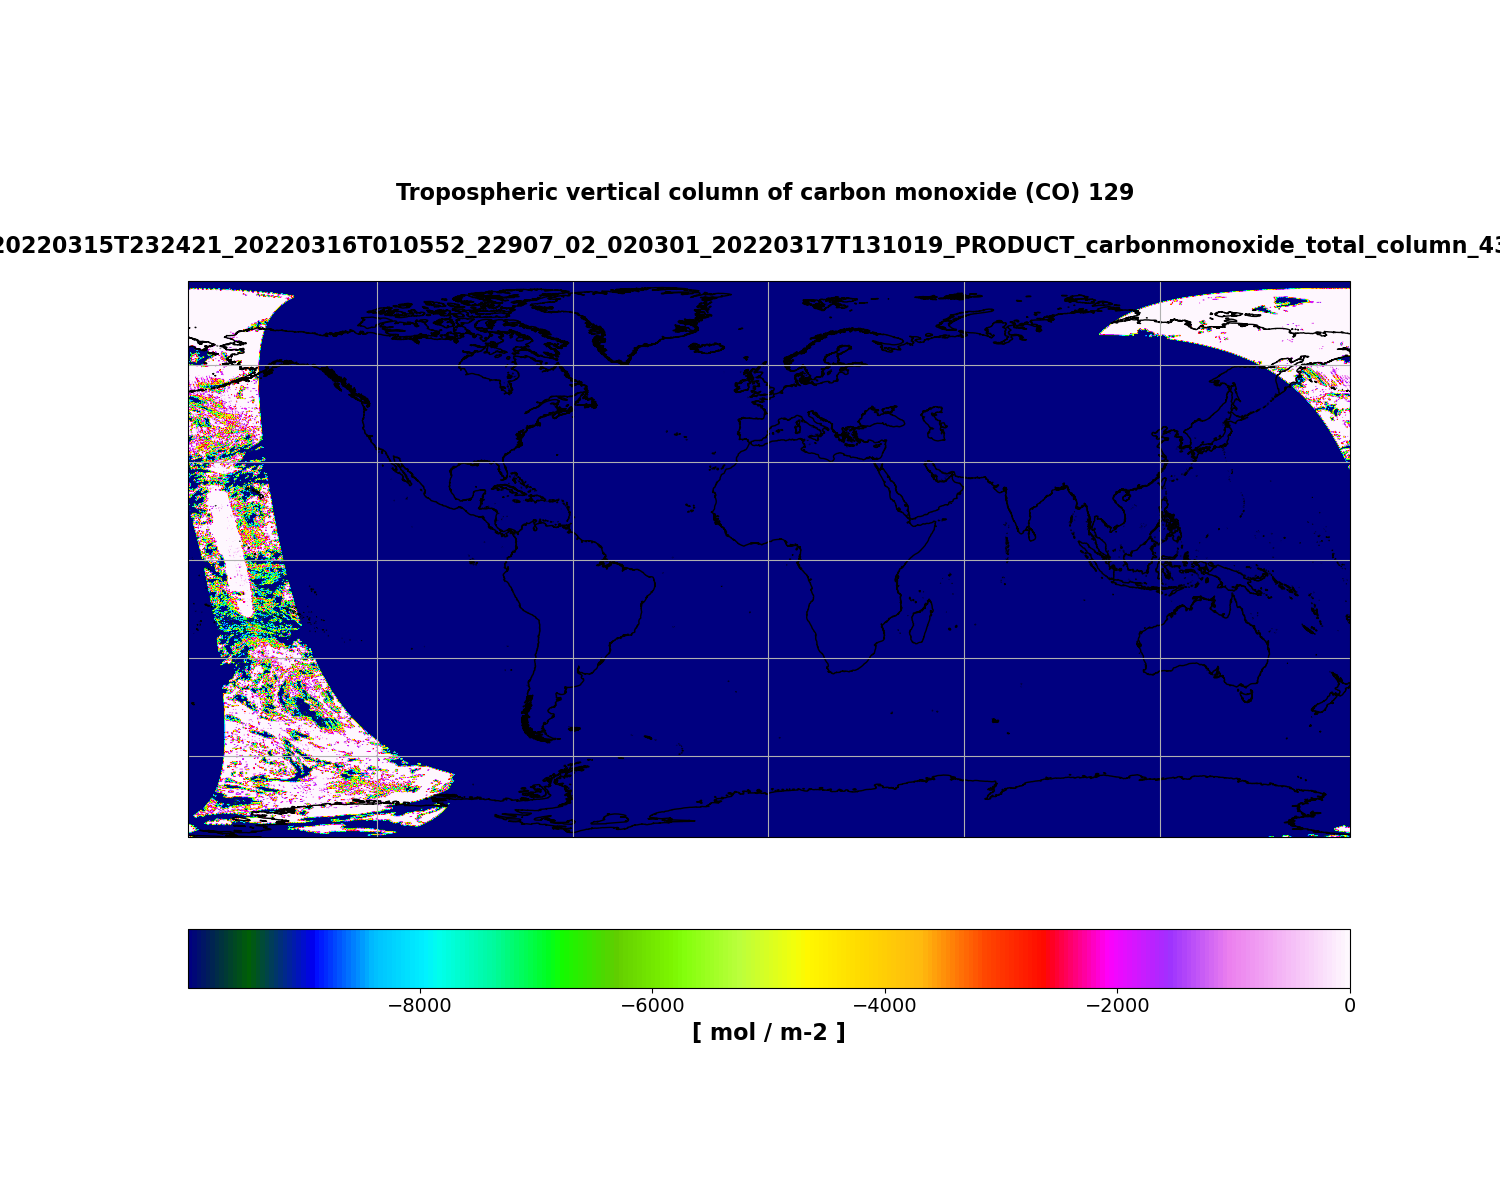 Tropospheric vertical column of carbon monoxide (CO) 129
20220315T232421_20220316T010552_22907_02_020301_20220317T131019_PRODUCT_carbonmonoxide_total_column_43
−8000 −6000 −4000 −2000 0
[ mol / m-2 ]